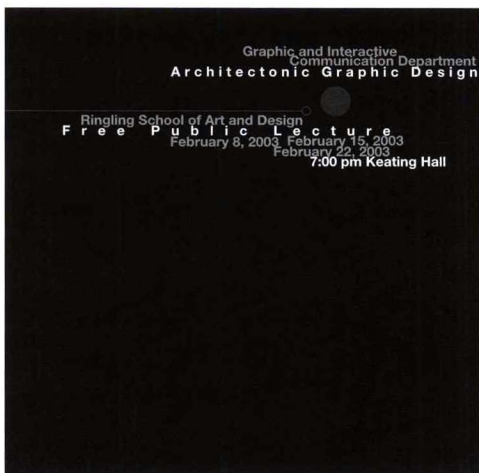 Graphic and Interactive
Communication Department
Architectonic Graphic Design
Ringling School of Art and Design
Free Public Lecture
February 8, 2003 February 15, 2003
February 22, 2003
7:00 pm Keating Hall